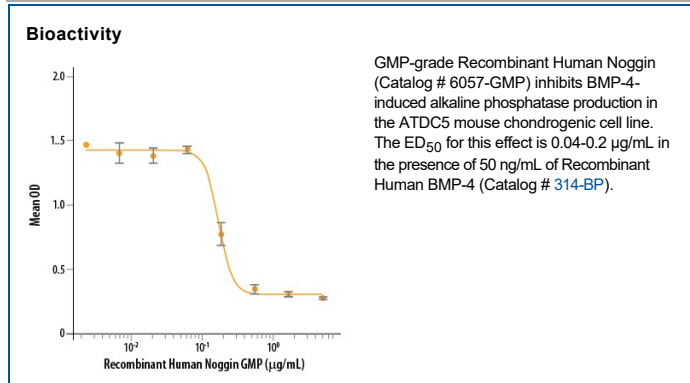 Bioactivity
2.0
1.5
1.0
0.5
0
Mean OD
10⁻²
10⁻¹
10⁰
Recombinant Human Noggin GMP (µg/mL)
GMP-grade Recombinant Human Noggin
(Catalog # 6057-GMP) inhibits BMP-4-
induced alkaline phosphatase production in
the ATDC5 mouse chondrogenic cell line.
The ED50 for this effect is 0.04-0.2 µg/mL in
the presence of 50 ng/mL of Recombinant
Human BMP-4 (Catalog # 314-BP).